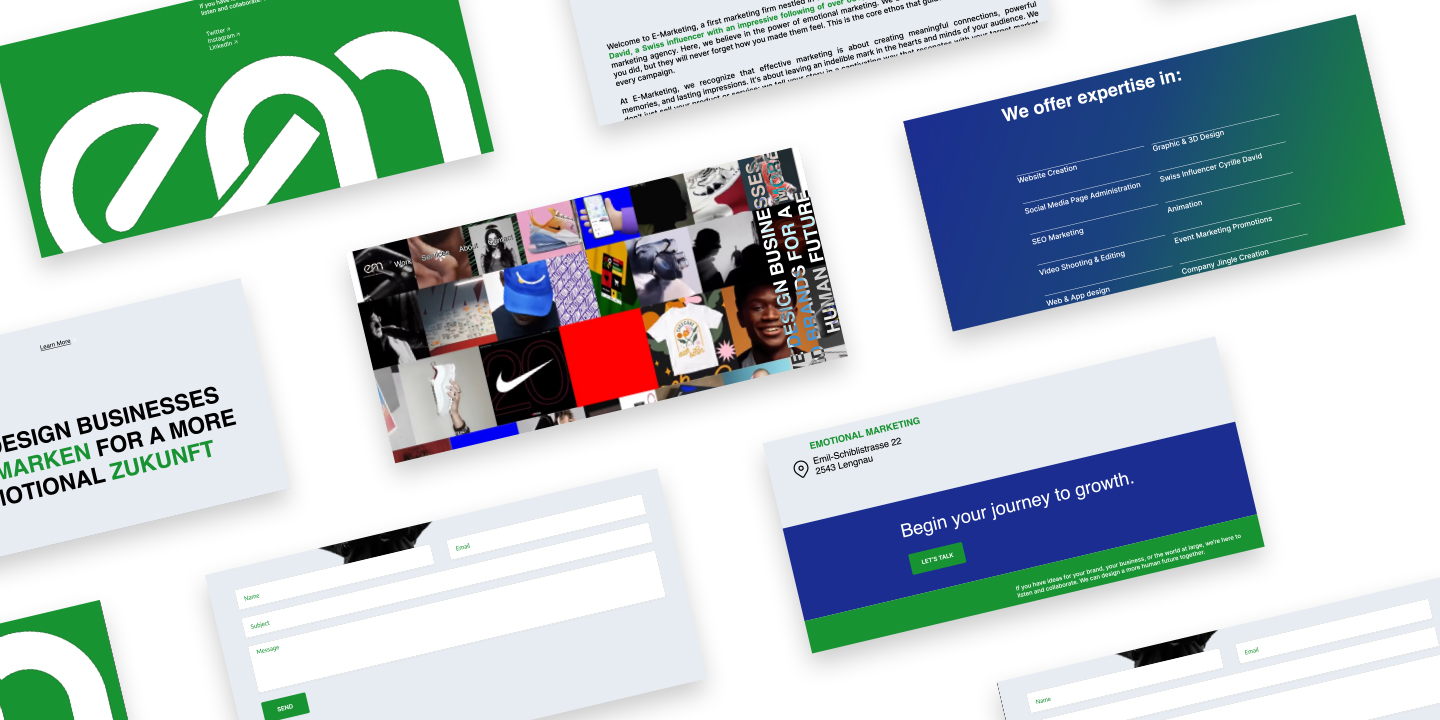 If you have
listen and collaborate.
Twitter
Instagram
LinkedIn
em
Welcome to E-Marketing, a first marketing firm nestled in
David, a Swiss influencer with an impressive following of over
marketing agency. Here, we believe in the power of emotional marketing. We
you did, but they will never forget how you made them feel. This is the core ethos that
every campaign.
At E-Marketing, we recognize that effective marketing is about creating meaningful connections, powerful
memories, and lasting impressions. It's about leaving an indelible mark in the hearts and minds of your audience. We
don't just sell your product or service; we tell your story in a captivating way that resonates with your target market
We offer expertise in:
Website Creation
Graphic & 3D Design
Social Media Page Administration
Swiss Influencer Cyrille David
SEO Marketing
Animation
Video Shooting & Editing
Event Marketing Promotions
Web & App design
Company Jingle Creation
em
Work
Services
About
Contact
DESIGN BUSINESSES
BRANDS FOR A MORE
HUMAN FUTURE
20
Learn More
DESIGN BUSINESSES
MARKEN FOR A MORE
EMOTIONAL ZUKUNFT
EMOTIONAL MARKETING
Emil-Schiblistrasse 22
2543 Lengnau
Begin your journey to growth.
LET'S TALK
If you have ideas for your brand, your business, or the world at large, we're here to
listen and collaborate. We can design a more human future together.
Name
Email
Subject
Message
SEND
Name
Email